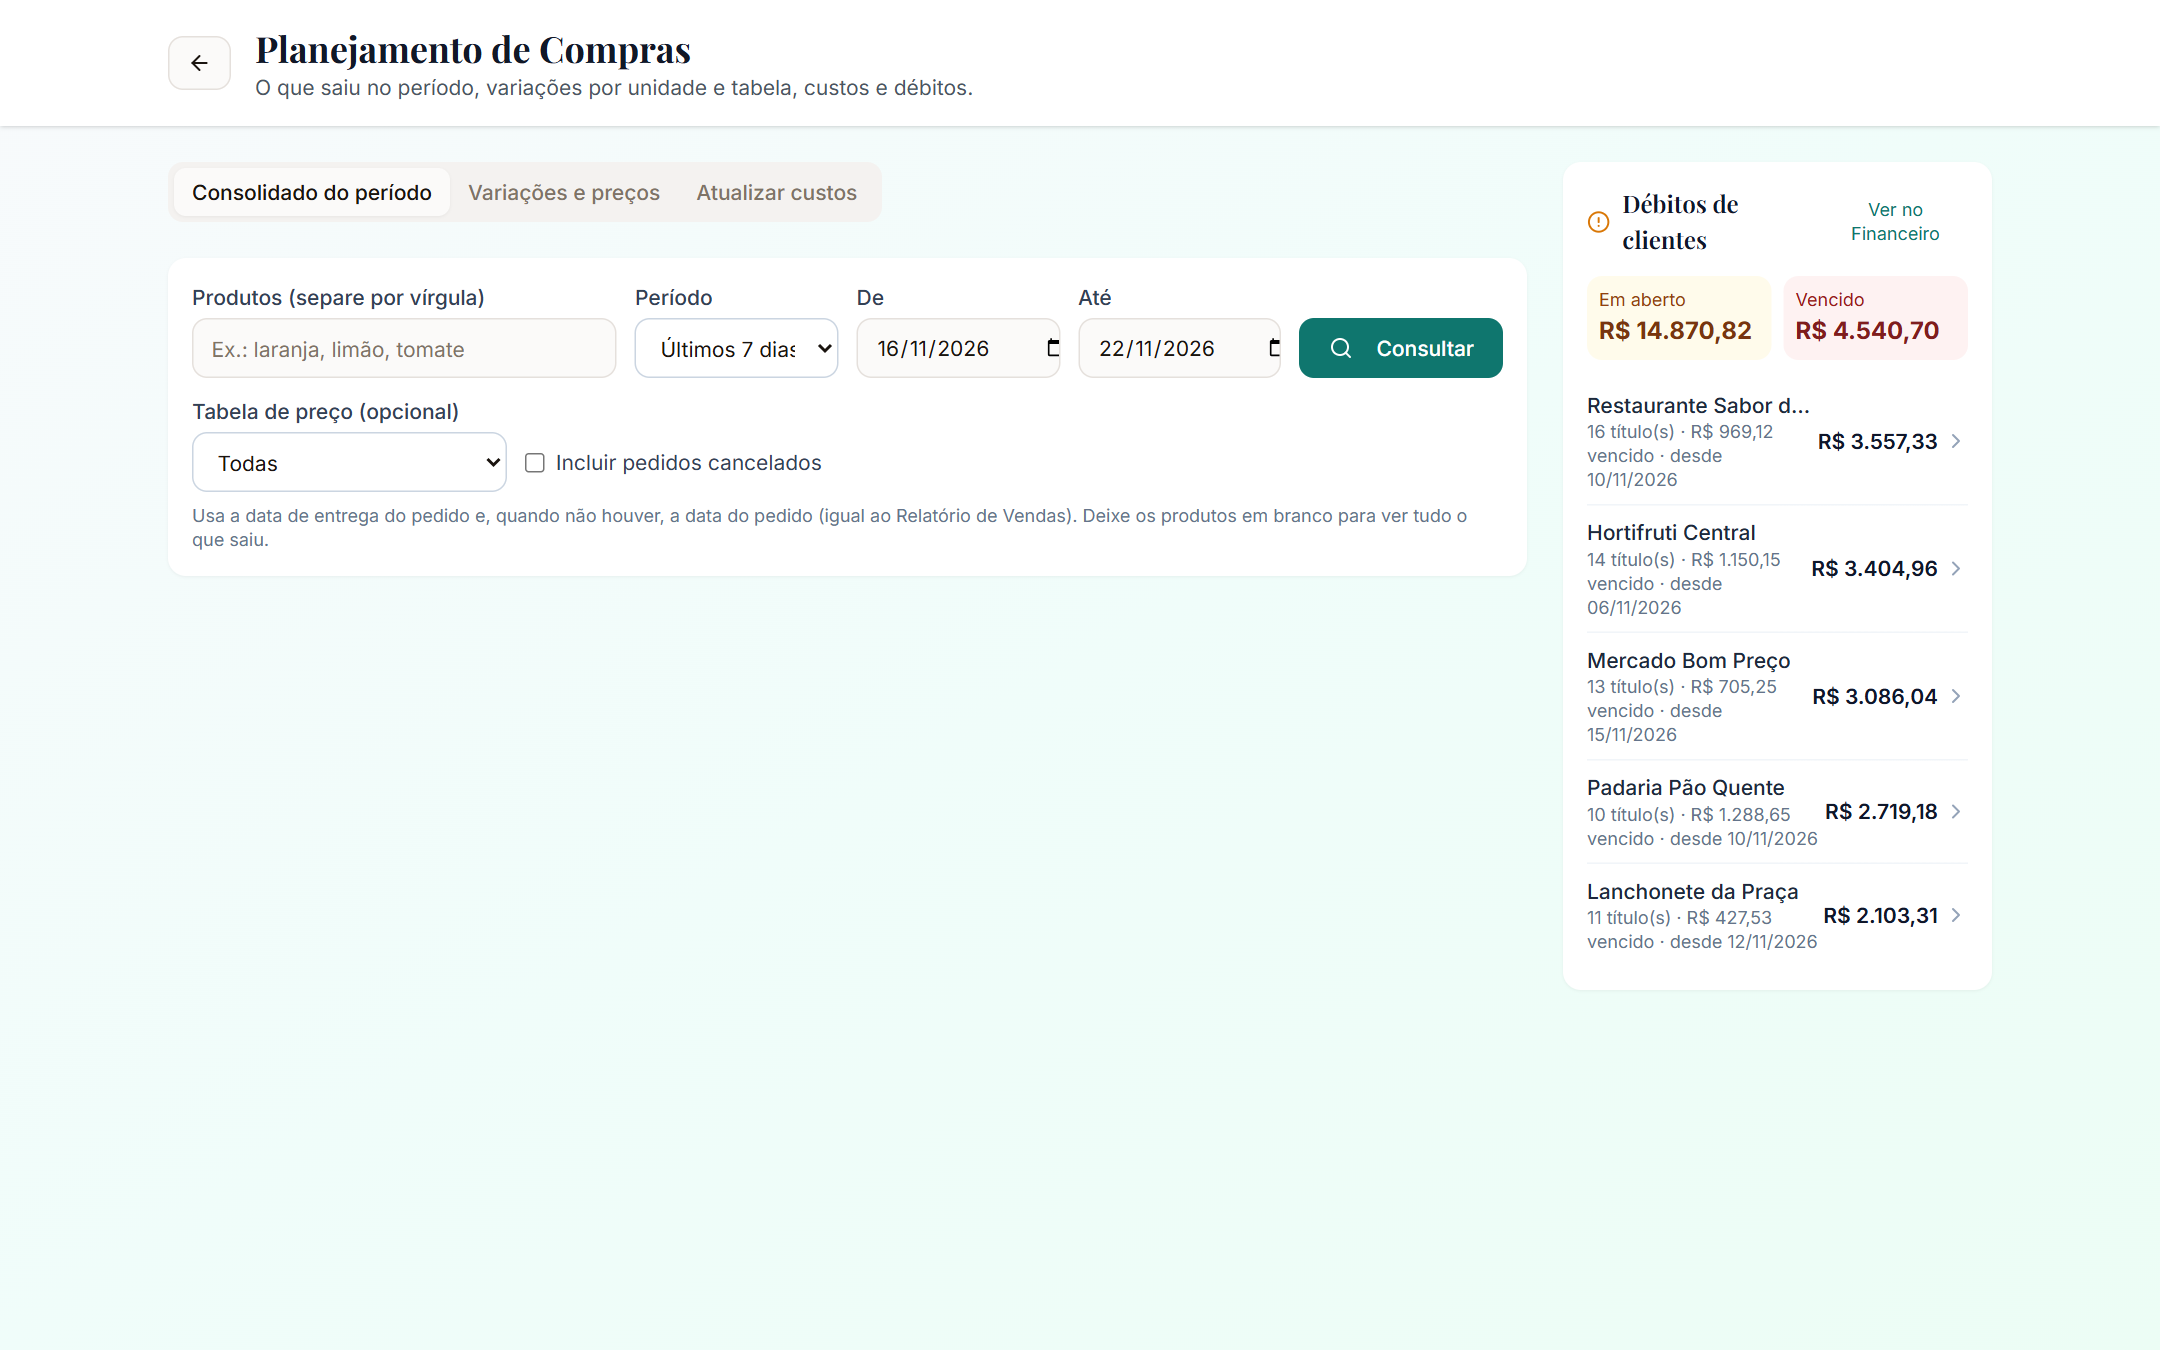 Planejamento de Compras
O que saiu no período, variações por unidade e tabela, custos e débitos.
Consolidado do período
Variações e preços
Atualizar custos
Produtos (separe por vírgula)
Ex.: laranja, limão, tomate
Período
Últimos 7 dias
De
16/11/2026
Até
22/11/2026
Consultar
Tabela de preço (opcional)
Todas
Incluir pedidos cancelados
Usa a data de entrega do pedido e, quando não houver, a data do pedido (igual ao Relatório de Vendas). Deixe os produtos em branco para ver tudo o
que saiu.
Débitos de
clientes
Ver no
Financeiro
Em aberto
R$ 14.870,82
Vencido
R$ 4.540,70
Restaurante Sabor d...
16 título(s) · R$ 969,12
vencido · desde
10/11/2026
R$ 3.557,33
Hortifruti Central
14 título(s) · R$ 1.150,15
vencido · desde
06/11/2026
R$ 3.404,96
Mercado Bom Preço
13 título(s) · R$ 705,25
vencido · desde
15/11/2026
R$ 3.086,04
Padaria Pão Quente
10 título(s) · R$ 1.288,65
vencido · desde 10/11/2026
R$ 2.719,18
Lanchonete da Praça
11 título(s) · R$ 427,53
vencido · desde 12/11/2026
R$ 2.103,31